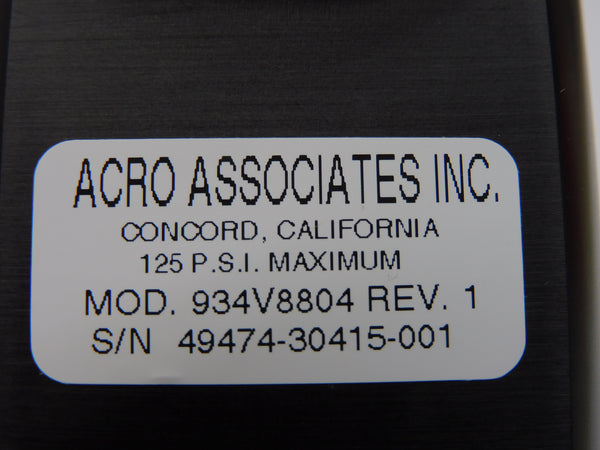 ACRO ASSOCIATES INC.
CONCORD, CALIFORNIA
125 P.S.I. MAXIMUM
MOD. 934V8804 REV. 1
S/N 49474-30415-001